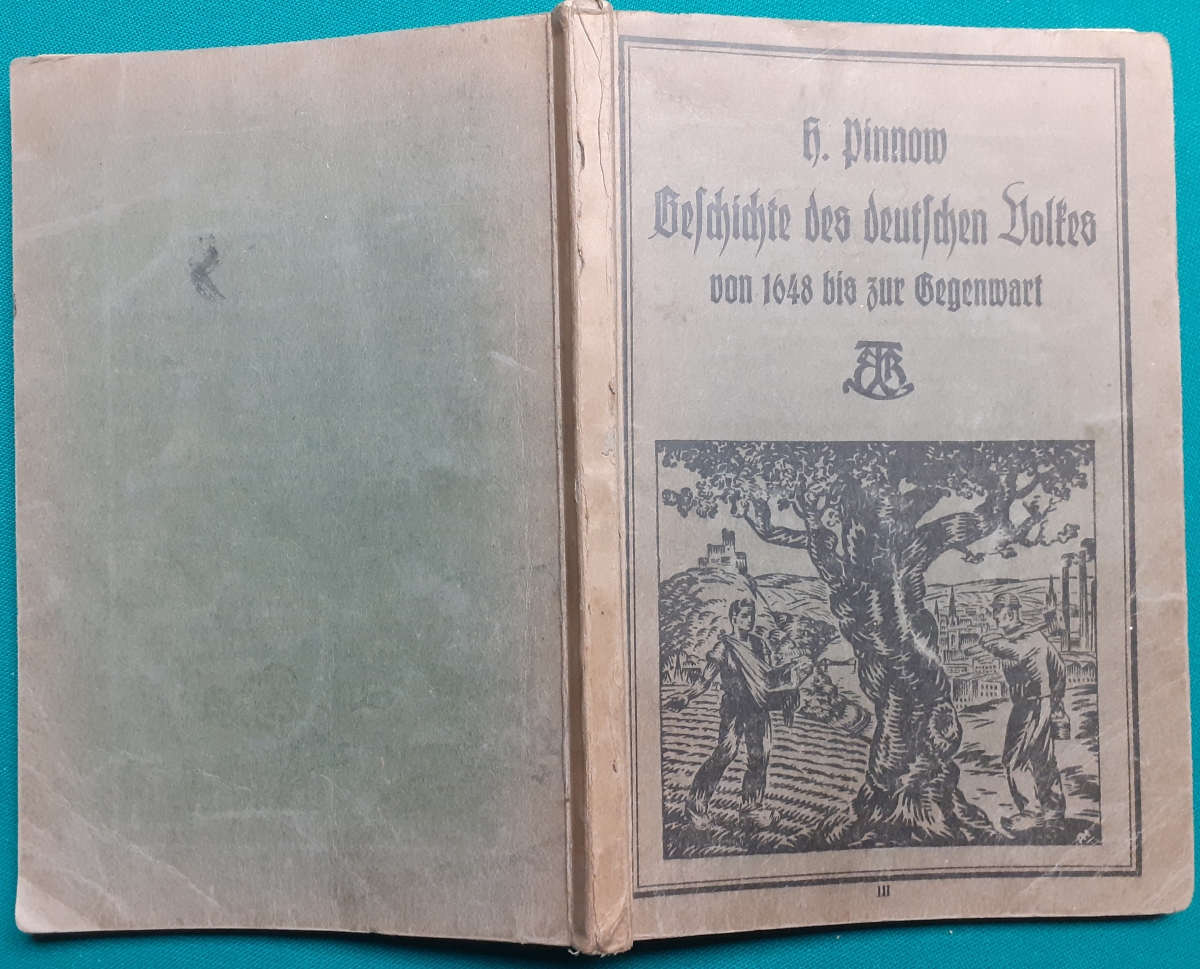 H. Pinnow
Geſchichte des deutſchen Volkes
von 1648 bis zur Gegenwart
III